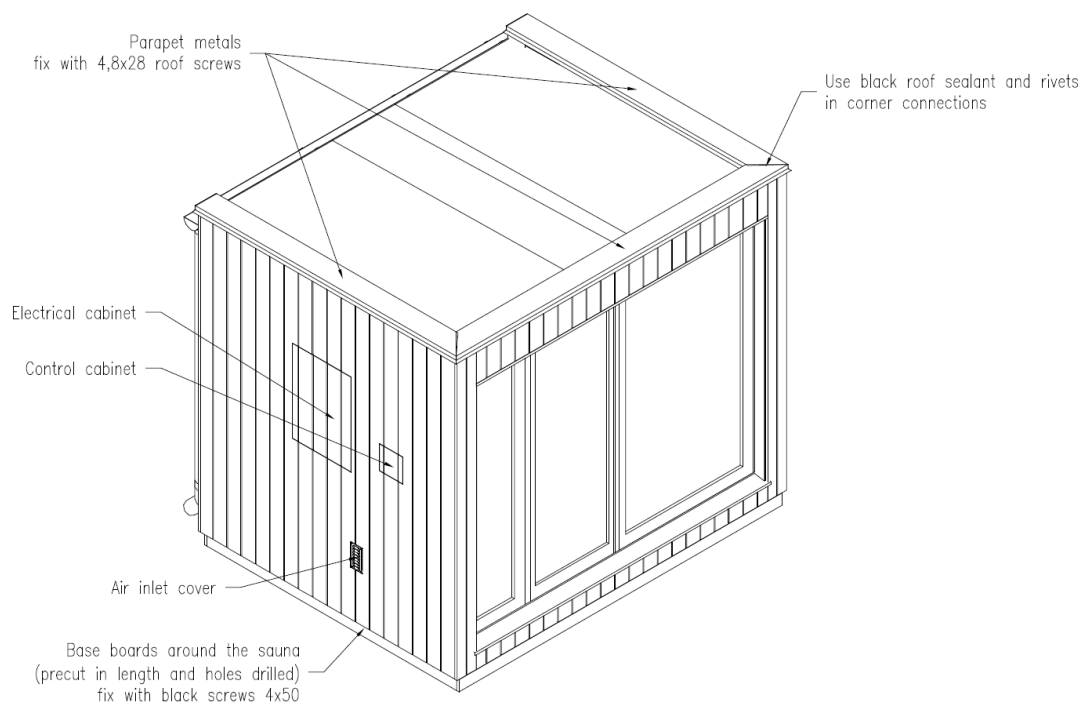 Parapet metals
fix with 4,8x28 roof screws
Use black roof sealant and rivets
in corner connections
Electrical cabinet
Control cabinet
Air inlet cover
Base boards around the sauna
(precut in length and holes drilled)
fix with black screws 4x50